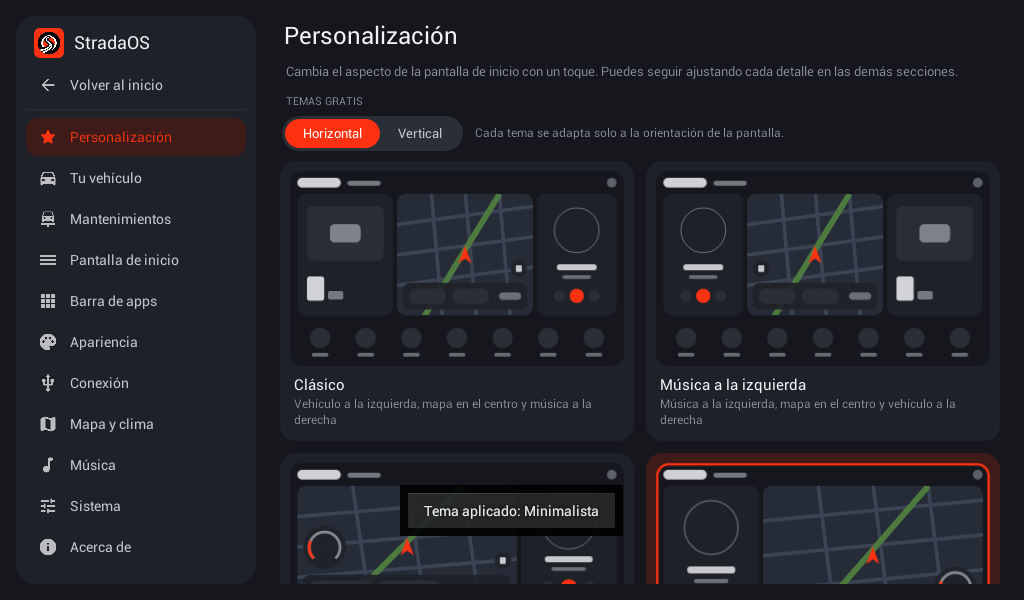 StradaOS
Volver al inicio
Personalización
Tu vehículo
Mantenimientos
Pantalla de inicio
Barra de apps
Apariencia
Conexión
Mapa y clima
Música
Sistema
Acerca de
Personalización
Cambia el aspecto de la pantalla de inicio con un toque. Puedes seguir ajustando cada detalle en las demás secciones.
TEMAS GRATIS
Horizontal
Vertical
Cada tema se adapta solo a la orientación de la pantalla.
Clásico
Vehículo a la izquierda, mapa en el centro y música a la
derecha
Música a la izquierda
Música a la izquierda, mapa en el centro y vehículo a la
derecha
Tema aplicado: Minimalista